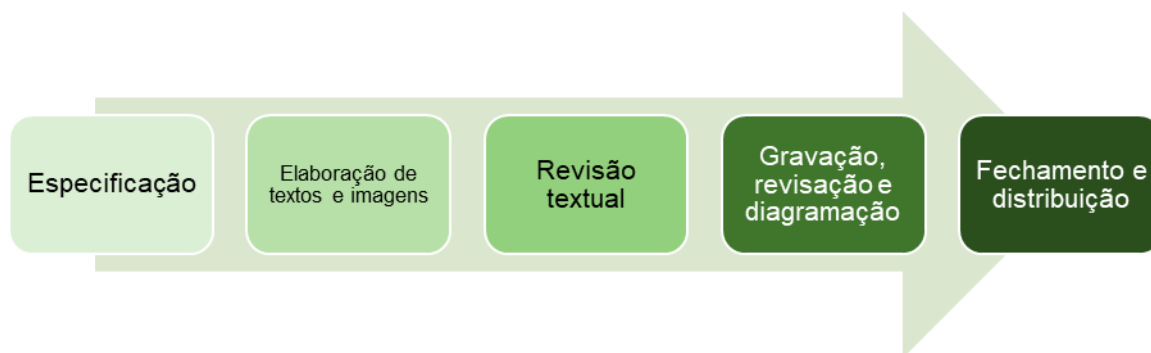 Especificação
Elaboração de
textos e imagens
Revisão
textual
Gravação,
revisação e
diagramação
Fechamento e
distribuição